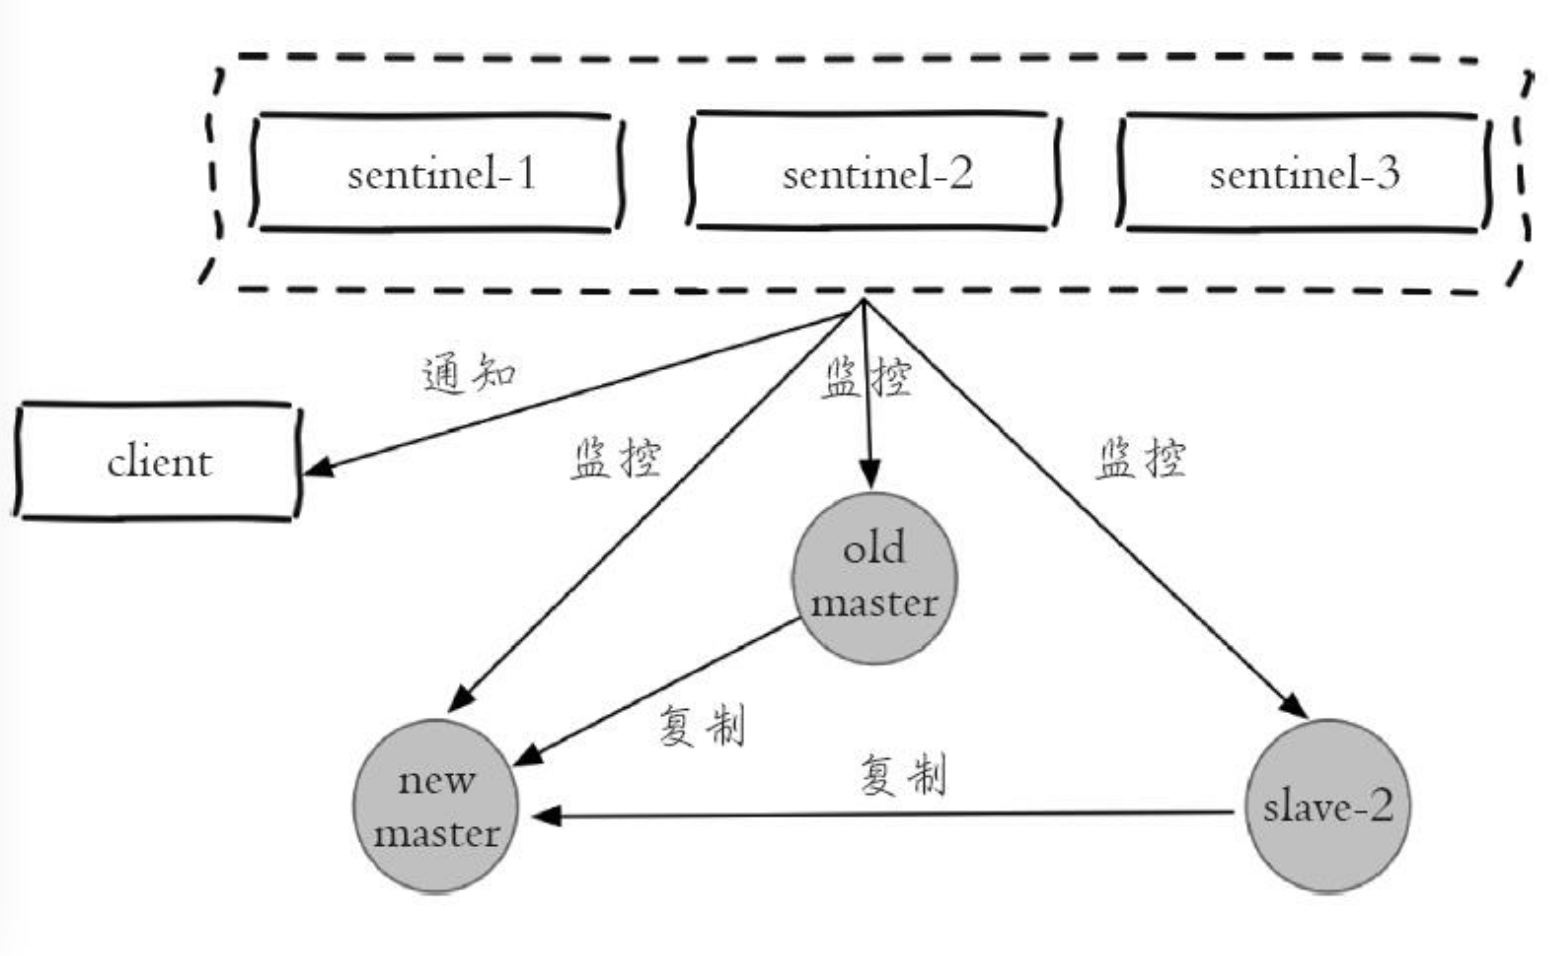 sentinel-1
sentinel-2
sentinel-3
通知
监控
client
监控
监控
old
master
复制
复制
new
master
slave-2